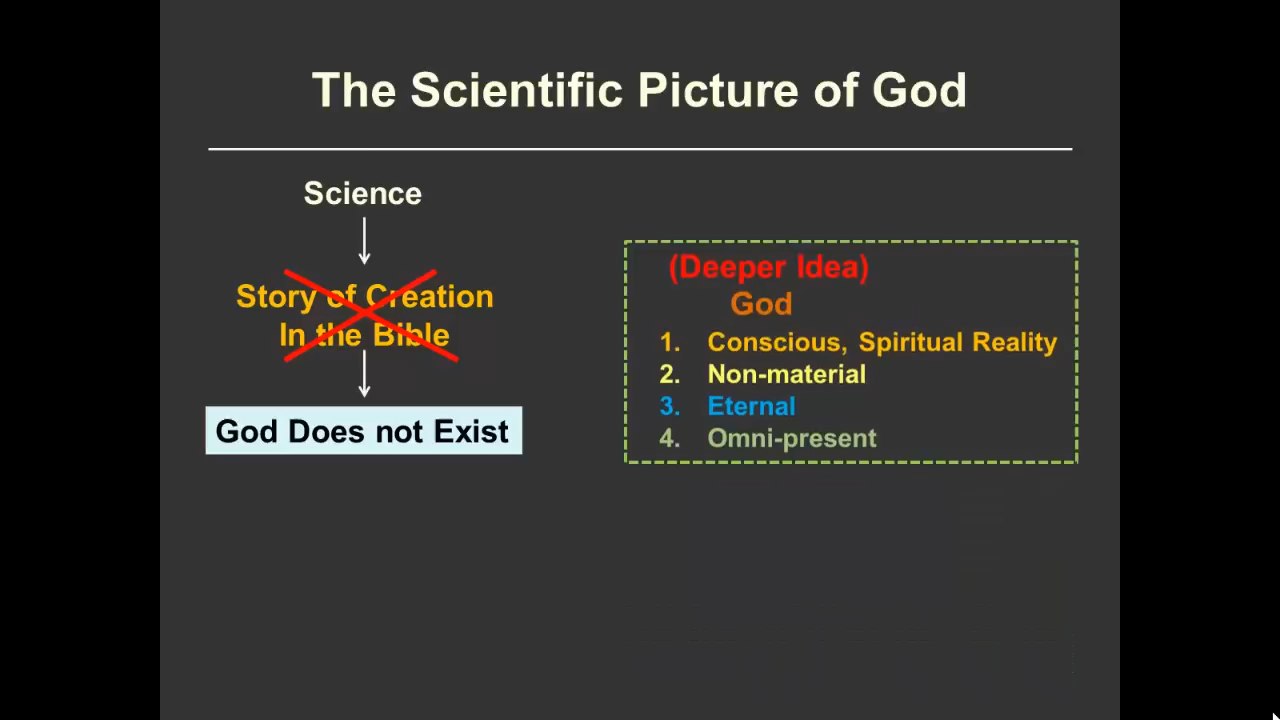 The Scientific Picture of God
Science
Story of Creation
In the Bible
God Does not Exist
(Deeper Idea)
God
1. Conscious, Spiritual Reality
2. Non-material
3. Eternal
4. Omni-present